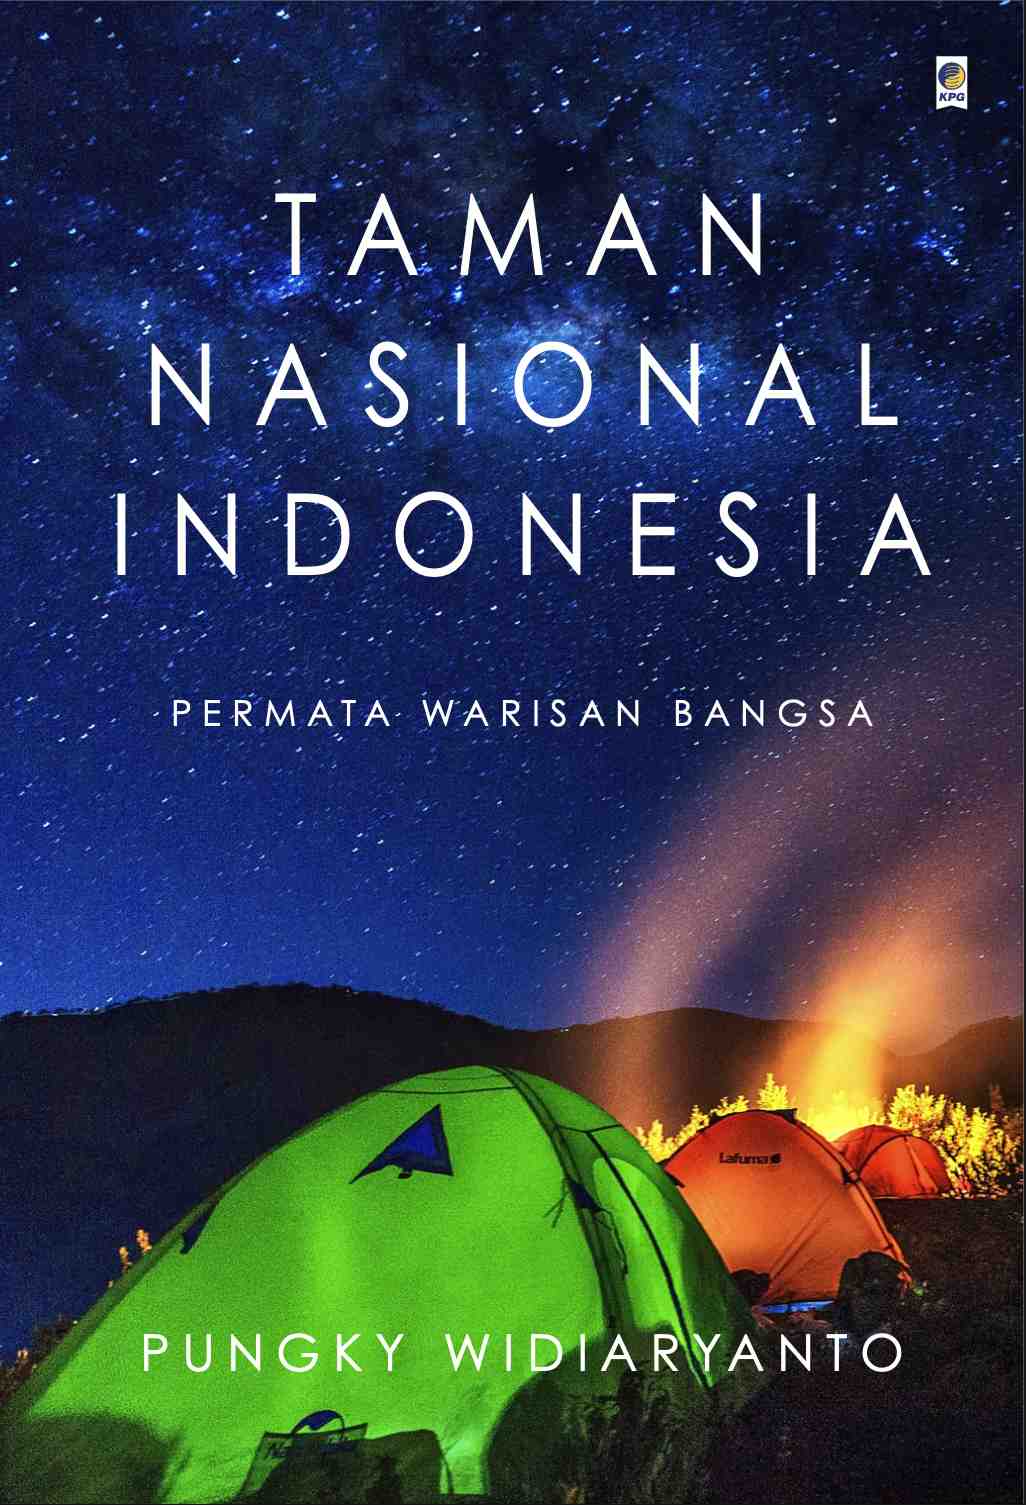 KPG
TAMAN
NASIONAL
INDONESIA
PERMATA WARISAN BANGSA
Lafuma
PUNGKY WIDIARYANTO